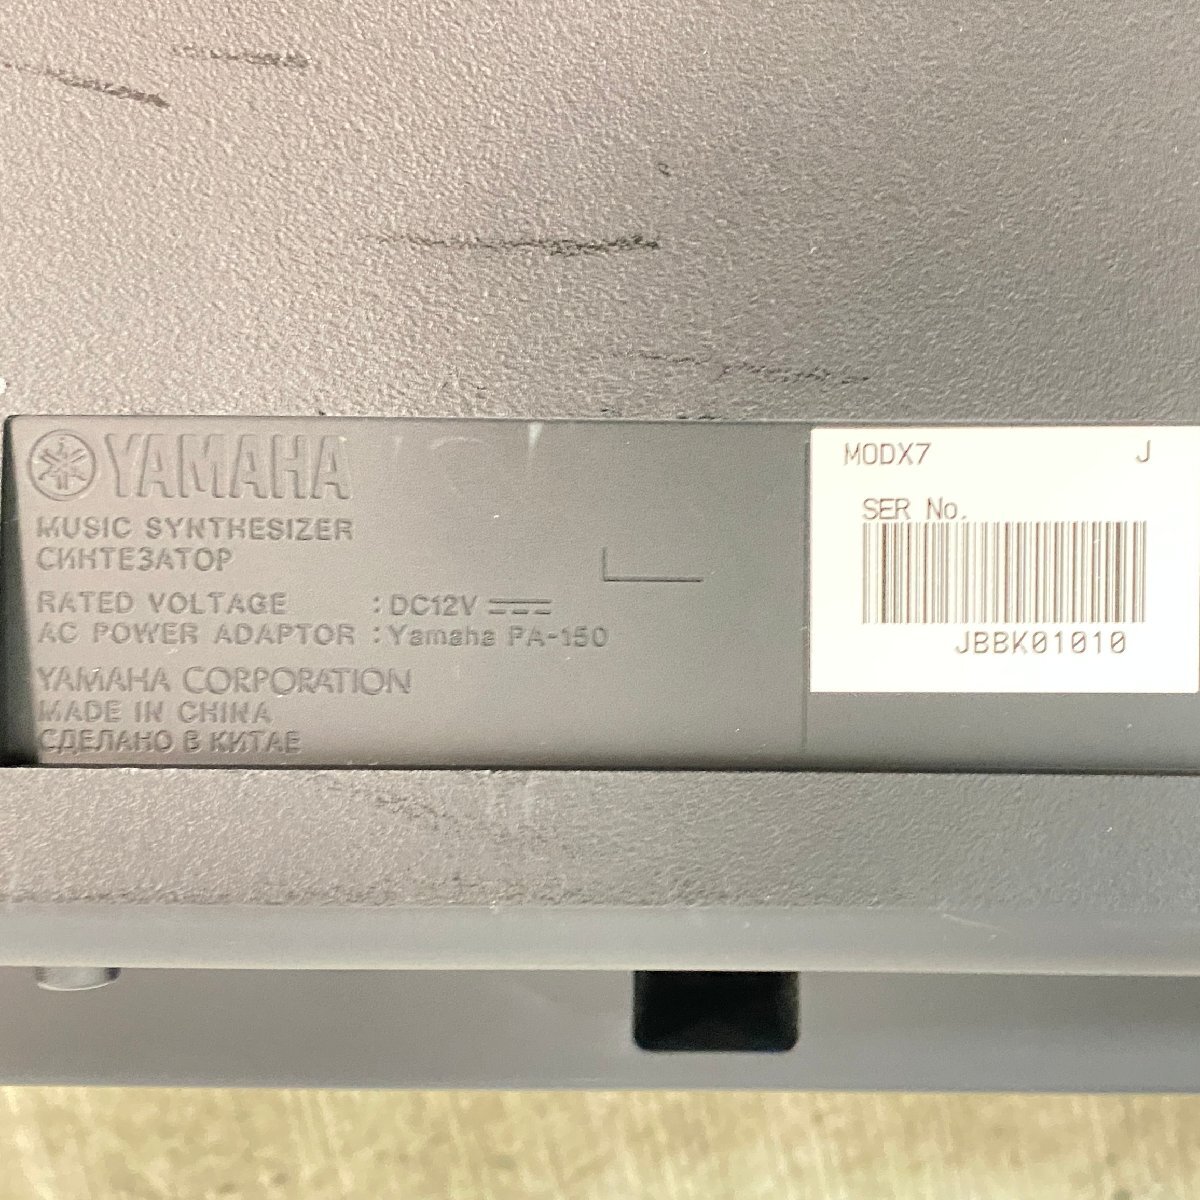 YAMAHA
MUSIC SYNTHESIZER
СИНТЕЗАТОР
RATED VOLTAGE : DC12V ⎓
AC POWER ADAPTOR : Yamaha PA-150
YAMAHA CORPORATION
MADE IN CHINA
СДЕЛАНО В КИТАЕ
MODX7 J
SER No.
JBBK01010